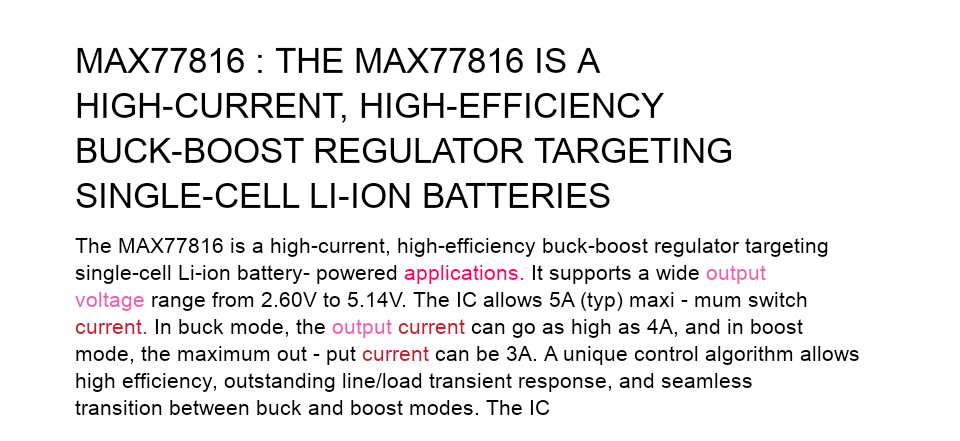 MAX77816 : THE MAX77816 IS A
HIGH-CURRENT, HIGH-EFFICIENCY
BUCK-BOOST REGULATOR TARGETING
SINGLE-CELL LI-ION BATTERIES
The MAX77816 is a high-current, high-efficiency buck-boost regulator targeting
single-cell Li-ion battery- powered applications. It supports a wide output
voltage range from 2.60V to 5.14V. The IC allows 5A (typ) maxi - mum switch
current. In buck mode, the output current can go as high as 4A, and in boost
mode, the maximum out - put current can be 3A. A unique control algorithm allows
high efficiency, outstanding line/load transient response, and seamless
transition between buck and boost modes. The IC